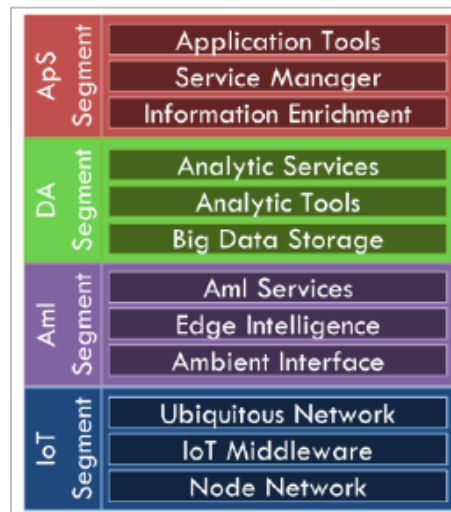 ApS
Segment
Application Tools
Service Manager
Information Enrichment
DA
Segment
Analytic Services
Analytic Tools
Big Data Storage
AmI
Segment
AmI Services
Edge Intelligence
Ambient Interface
IoT
Segment
Ubiquitous Network
IoT Middleware
Node Network